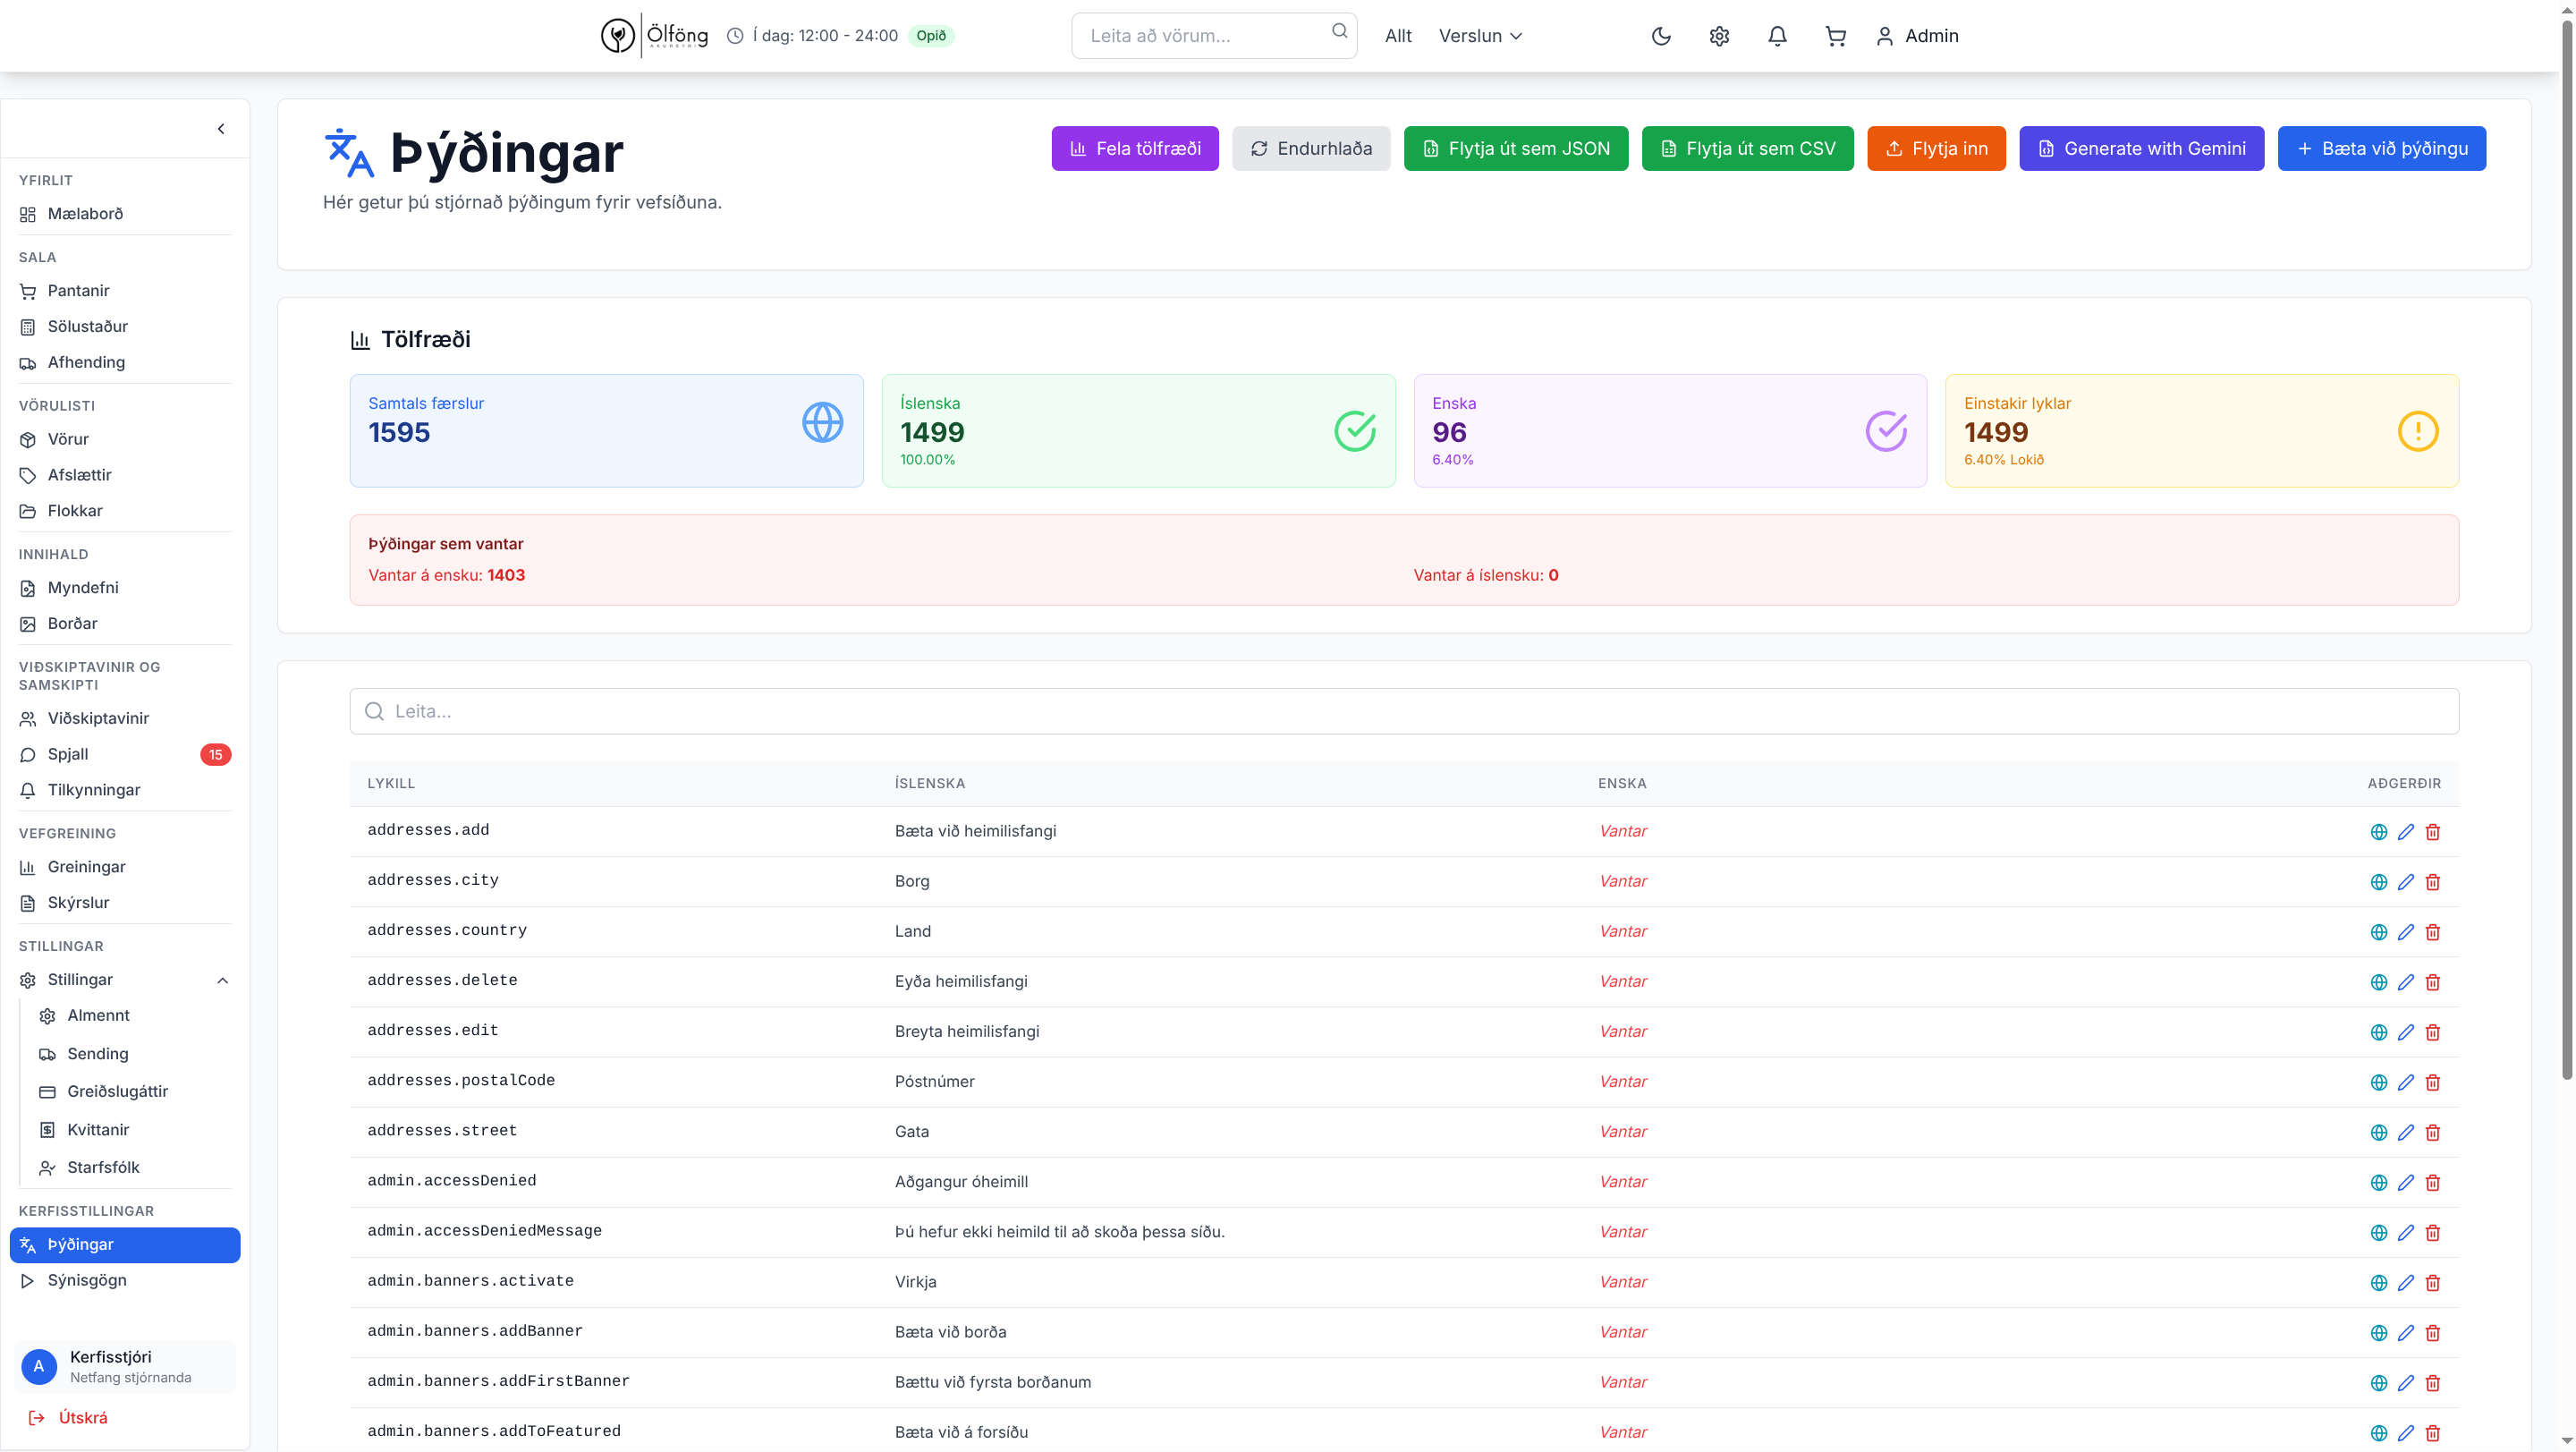 Ölföng
AKUREYRI
Í dag: 12:00 - 24:00
Opið
Leita að vörum...
Allt
Verslun
Admin
YFIRLIT
Mælaborð
SALA
Pantanir
Sölustaður
Afhending
VÖRULISTI
Vörur
Afslættir
Flokkar
INNIHALD
Myndefni
Borðar
VIÐSKIPTAVINIR OG
SAMSKIPTI
Viðskiptavinir
Spjall
15
Tilkynningar
VEFGREINING
Greiningar
Skýrslur
STILLINGAR
Stillingar
Almennt
Sending
Greiðslugáttir
Kvittanir
Starfsfólk
KERFISSTILLINGAR
Þýðingar
Sýnisgögn
A
Kerfisstjóri
Netfang stjórnanda
Útskrá
Þýðingar
Hér getur þú stjórnað þýðingum fyrir vefsíðuna.
Fela tölfræði
Endurhlaða
Flytja út sem JSON
Flytja út sem CSV
Flytja inn
Generate with Gemini
Bæta við þýðingu
Tölfræði
Samtals færslur
1595
Íslenska
1499
100.00%
Enska
96
6.40%
Einstakir lyklar
1499
6.40% Lokið
Þýðingar sem vantar
Vantar á ensku: 1403
Vantar á íslensku: 0
Leita...
LYKILL ÍSLENSKA ENSKA AÐGERÐIR
addresses.add Bæta við heimilisfangi Vantar
addresses.city Borg Vantar
addresses.country Land Vantar
addresses.delete Eyða heimilisfangi Vantar
addresses.edit Breyta heimilisfangi Vantar
addresses.postalCode Póstnúmer Vantar
addresses.street Gata Vantar
admin.accessDenied Aðgangur óheimill Vantar
admin.accessDeniedMessage Þú hefur ekki heimild til að skoða þessa síðu. Vantar
admin.banners.activate Virkja Vantar
admin.banners.addBanner Bæta við borða Vantar
admin.banners.addFirstBanner Bættu við fyrsta borðanum Vantar
admin.banners.addToFeatured Bæta við á forsíðu Vantar